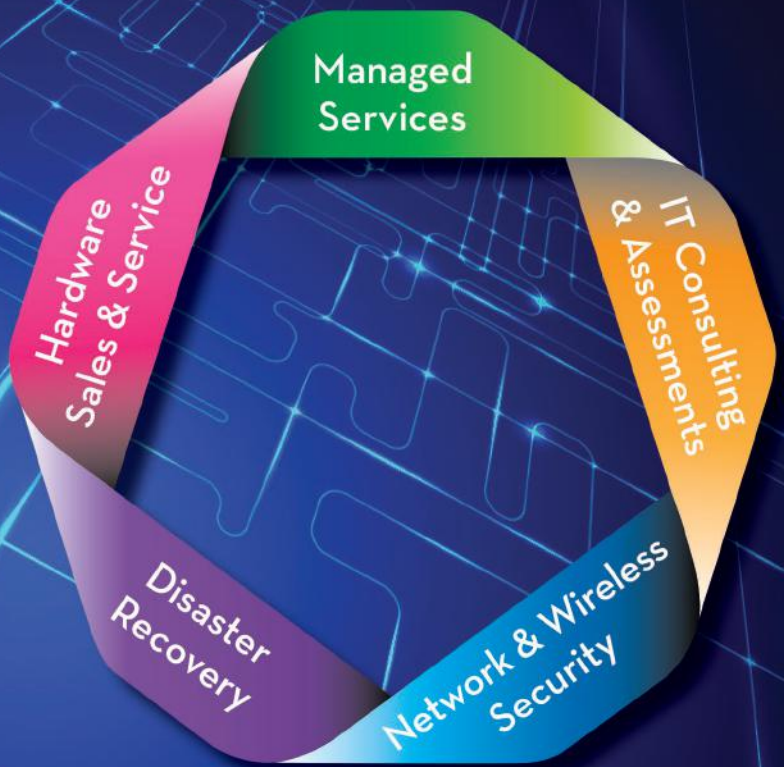 Managed
Services
IT Consulting
& Assessments
Network & Wireless
Security
Disaster
Recovery
Hardware
Sales & Service